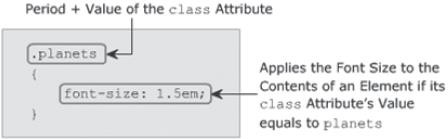 Period + Value of the class Attribute
.planets
{
font-size: 1.5em;
}
Applies the Font Size to the
Contents of an Element if its
class Attribute's Value
equals to planets